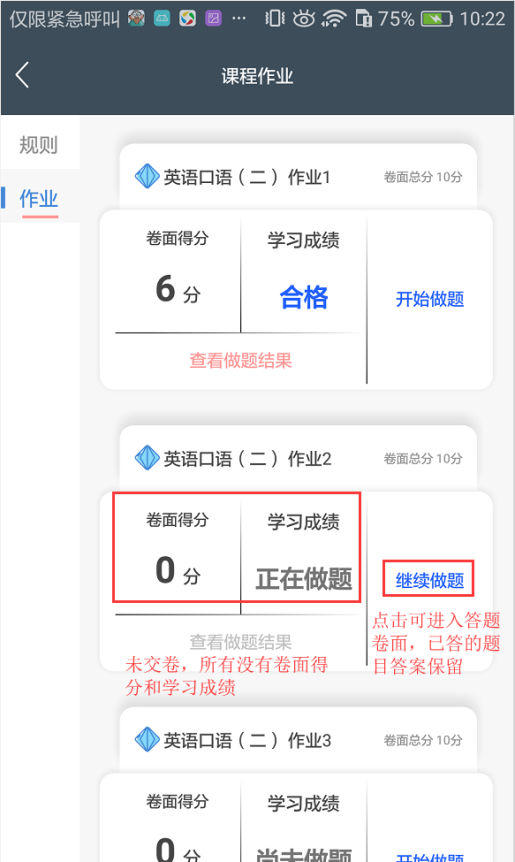 仅限紧急呼叫 ... 75% 10:22
课程作业
规则
作业
英语口语（二）作业1 卷面总分 10分
卷面得分 学习成绩
6 分 合格 开始做题
查看做题结果
英语口语（二）作业2 卷面总分 10分
卷面得分 学习成绩
0 分 正在做题 继续做题
点击可进入答题
卷面，已答的题
目答案保留
查看做题结果
未交卷，所有没有卷面得
分和学习成绩
英语口语（二）作业3 卷面总分 10分
卷面得分 学习成绩
0 分 尚未做题 开始做题